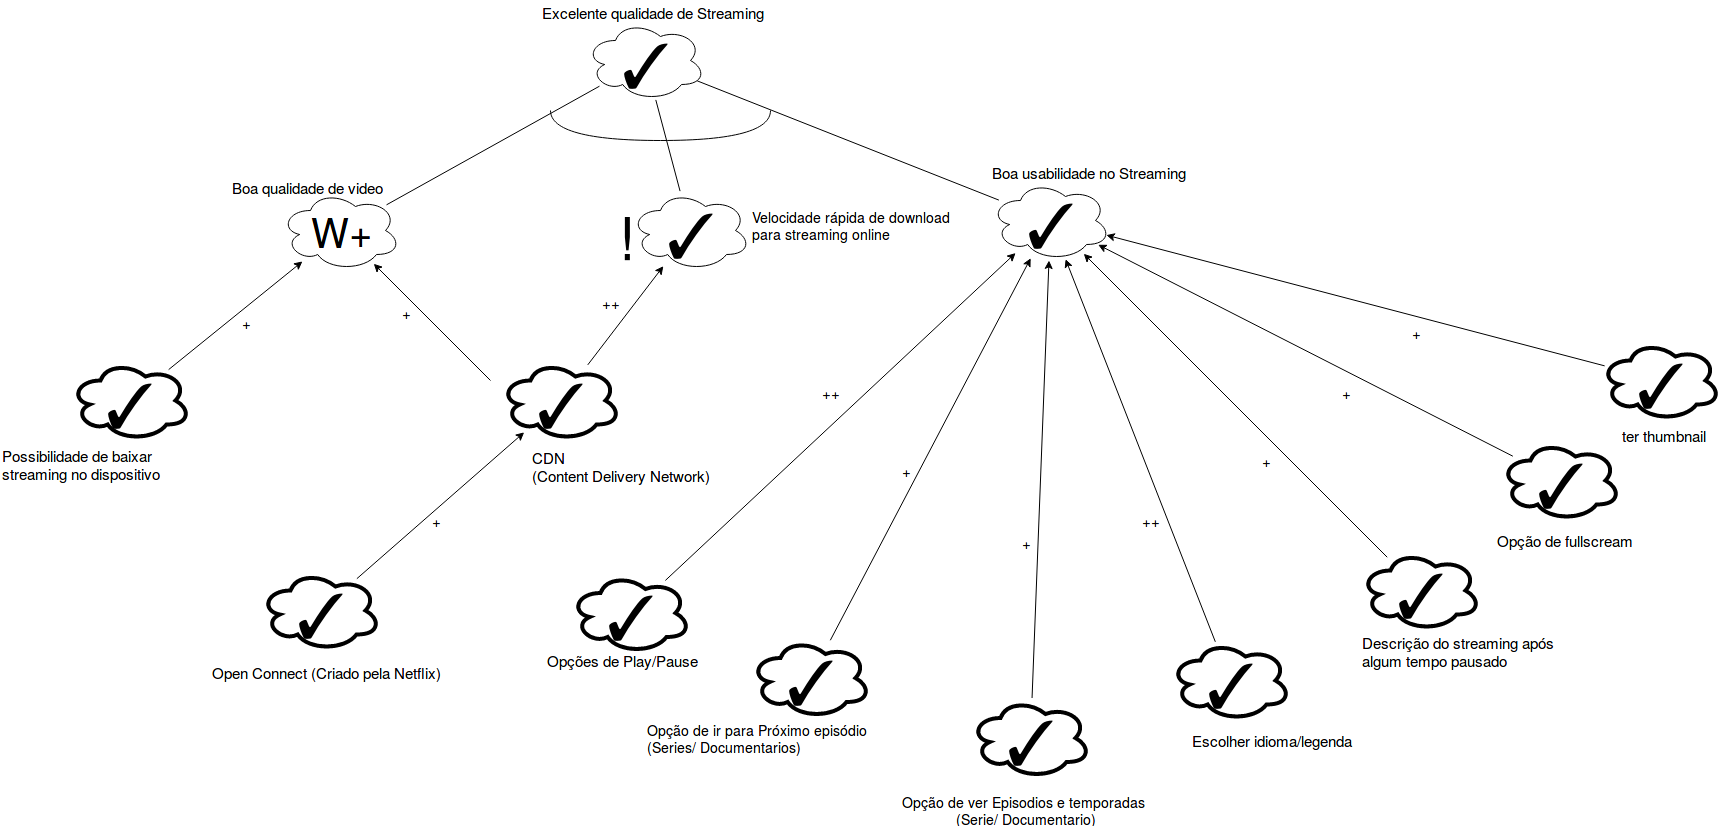 Excelente qualidade de Streaming
Boa qualidade de video
W+
!
Velocidade rápida de download
para streaming online
Boa usabilidade no Streaming
+
+
++
++
+
+
++
+
+
+
+
Possibilidade de baixar
streaming no dispositivo
CDN
(Content Delivery Network)
ter thumbnail
Opção de fullscream
Open Connect (Criado pela Netflix)
Opções de Play/Pause
Descrição do streaming após
algum tempo pausado
Opção de ir para Próximo episódio
(Series/ Documentarios)
Escolher idioma/legenda
Opção de ver Episodios e temporadas
(Serie/ Documentario)